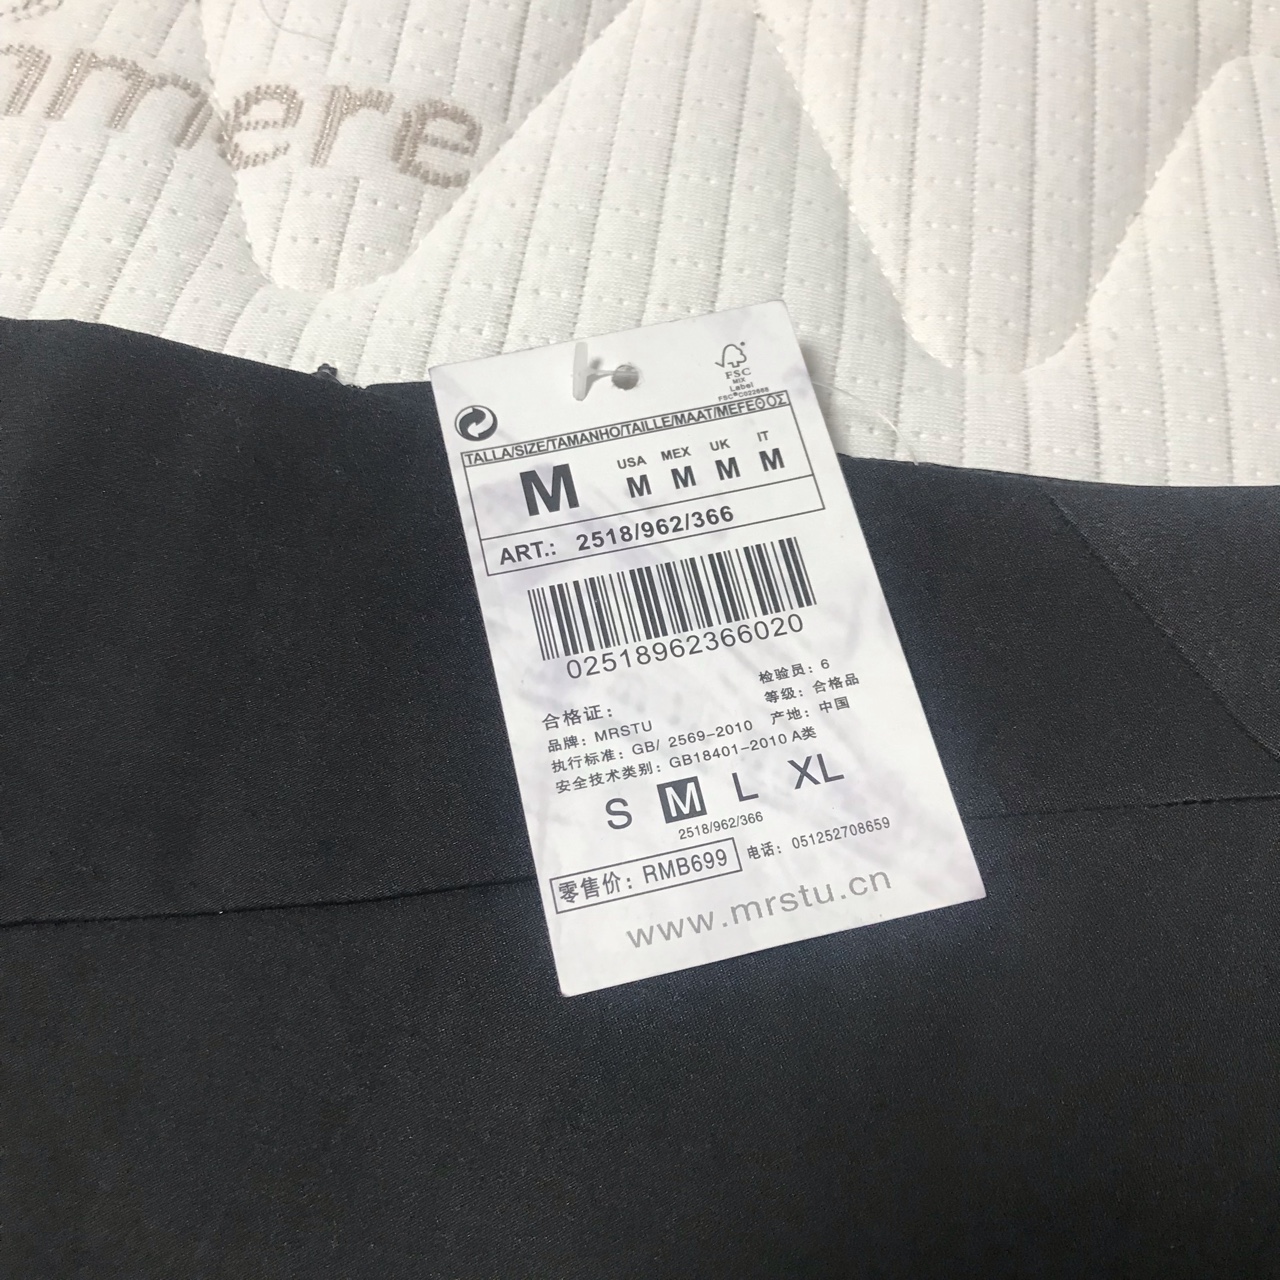 mere
FSC
MIX
Label
FSC® C022888
TALLA/SIZE/TAMANHO/TAILLE/MAAT/ΜΕΓΕΘΟΣ
M
USA MEX UK IT
M M M M
ART.: 2518/962/366
02518962366020
检验员：6
合格证： 等级：合格品
品牌：MRSTU 产地：中国
执行标准：GB/ 2569-2010
安全技术类别：GB18401-2010 A类
S M L XL
2518/962/366
零售价：RMB699 电话：051252708659
www.mrstu.cn